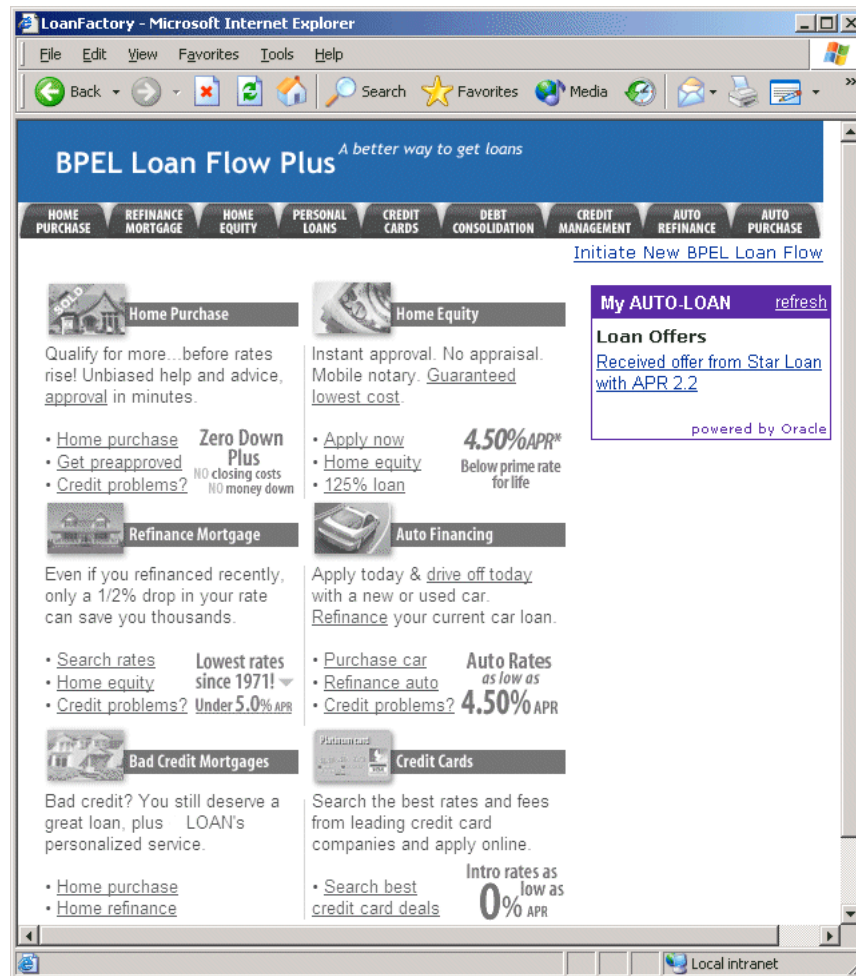 LoanFactory - Microsoft Internet Explorer
File Edit View Favorites Tools Help
Back Search Favorites Media »
BPEL Loan Flow Plus A better way to get loans
HOME PURCHASE REFINANCE MORTGAGE HOME EQUITY PERSONAL LOANS CREDIT CARDS DEBT CONSOLIDATION CREDIT MANAGEMENT AUTO REFINANCE AUTO PURCHASE
Initiate New BPEL Loan Flow
SOLD
Home Purchase
Qualify for more...before rates
rise! Unbiased help and advice,
approval in minutes.
• Home purchase
• Get preapproved
• Credit problems?
Zero Down
Plus
NO closing costs
NO money down
Home Equity
Instant approval. No appraisal.
Mobile notary. Guaranteed
lowest cost.
• Apply now
• Home equity
• 125% loan
4.50% APR*
Below prime rate
for life
My AUTO-LOAN refresh
Loan Offers
Received offer from Star Loan
with APR 2.2
powered by Oracle
Refinance Mortgage
Even if you refinanced recently,
only a 1/2% drop in your rate
can save you thousands.
• Search rates
• Home equity
• Credit problems?
Lowest rates
since 1971!
Under 5.0% APR
Auto Financing
Apply today & drive off today
with a new or used car.
Refinance your current car loan.
• Purchase car
• Refinance auto
• Credit problems?
Auto Rates
as low as
4.50% APR
Bad Credit Mortgages
Bad credit? You still deserve a
great loan, plus LOAN's
personalized service.
• Home purchase
• Home refinance
Platinum card
VISA
Credit Cards
Search the best rates and fees
from leading credit card
companies and apply online.
• Search best
credit card deals
Intro rates as
low as
0% APR
Local intranet